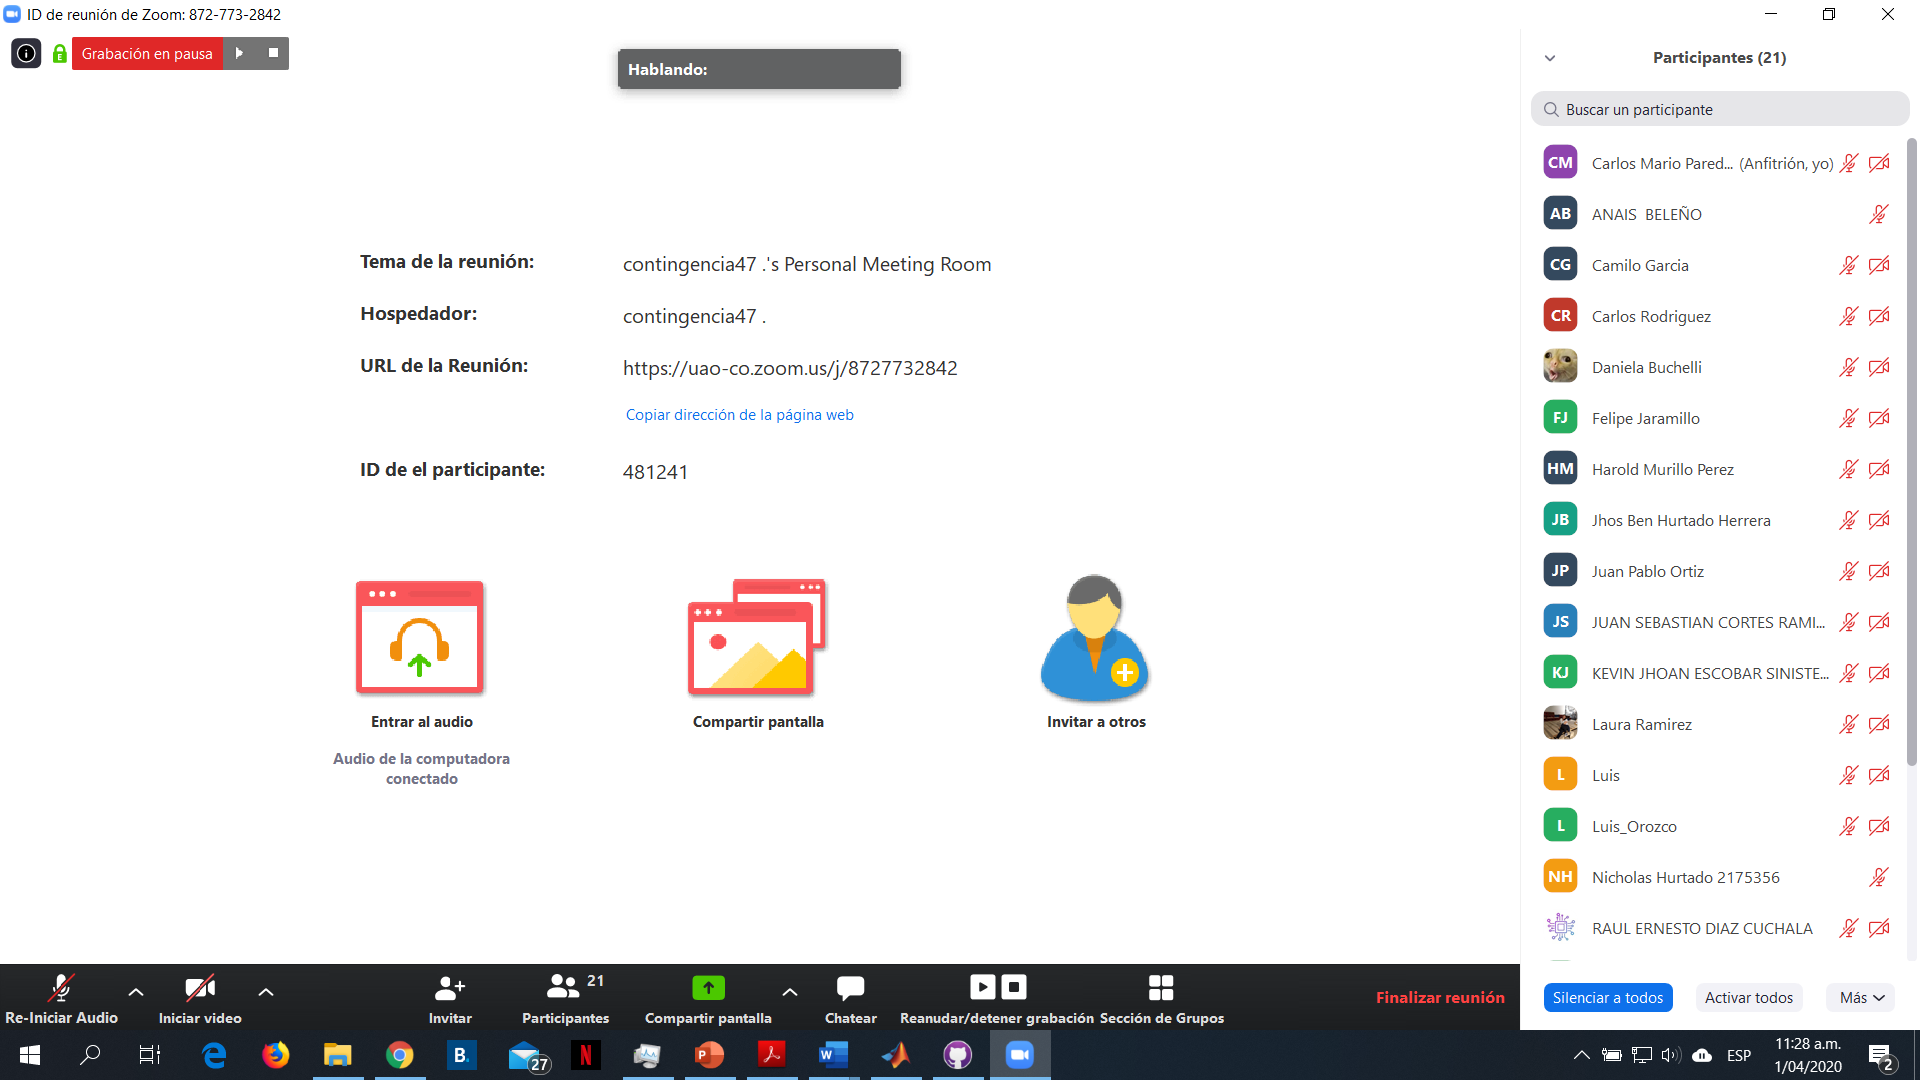 ID de reunión de Zoom: 872-773-2842
Grabación en pausa
Hablando:
Tema de la reunión:
contingencia47 .'s Personal Meeting Room
Hospedador:
contingencia47 .
URL de la Reunión:
https://uao-co.zoom.us/j/8727732842
Copiar dirección de la página web
ID de el participante:
481241
Entrar al audio
Audio de la computadora
conectado
Compartir pantalla
Invitar a otros
Participantes (21)
Buscar un participante
CM Carlos Mario Pared... (Anfitrión, yo)
AB ANAIS BELEÑO
CG Camilo Garcia
CR Carlos Rodriguez
Daniela Buchelli
FJ Felipe Jaramillo
HM Harold Murillo Perez
JB Jhos Ben Hurtado Herrera
JP Juan Pablo Ortiz
JS JUAN SEBASTIAN CORTES RAMI...
KJ KEVIN JHOAN ESCOBAR SINISTE...
Laura Ramirez
L Luis
L Luis_Orozco
NH Nicholas Hurtado 2175356
RAUL ERNESTO DIAZ CUCHALA
Silenciar a todos
Activar todos
Más
Re-Iniciar Audio
Iniciar video
Invitar
Participantes
21
Compartir pantalla
Chatear
Reanudar/detener grabación
Sección de Grupos
Finalizar reunión
B.
27
N
P
W
ESP
11:28 a.m.
1/04/2020
2